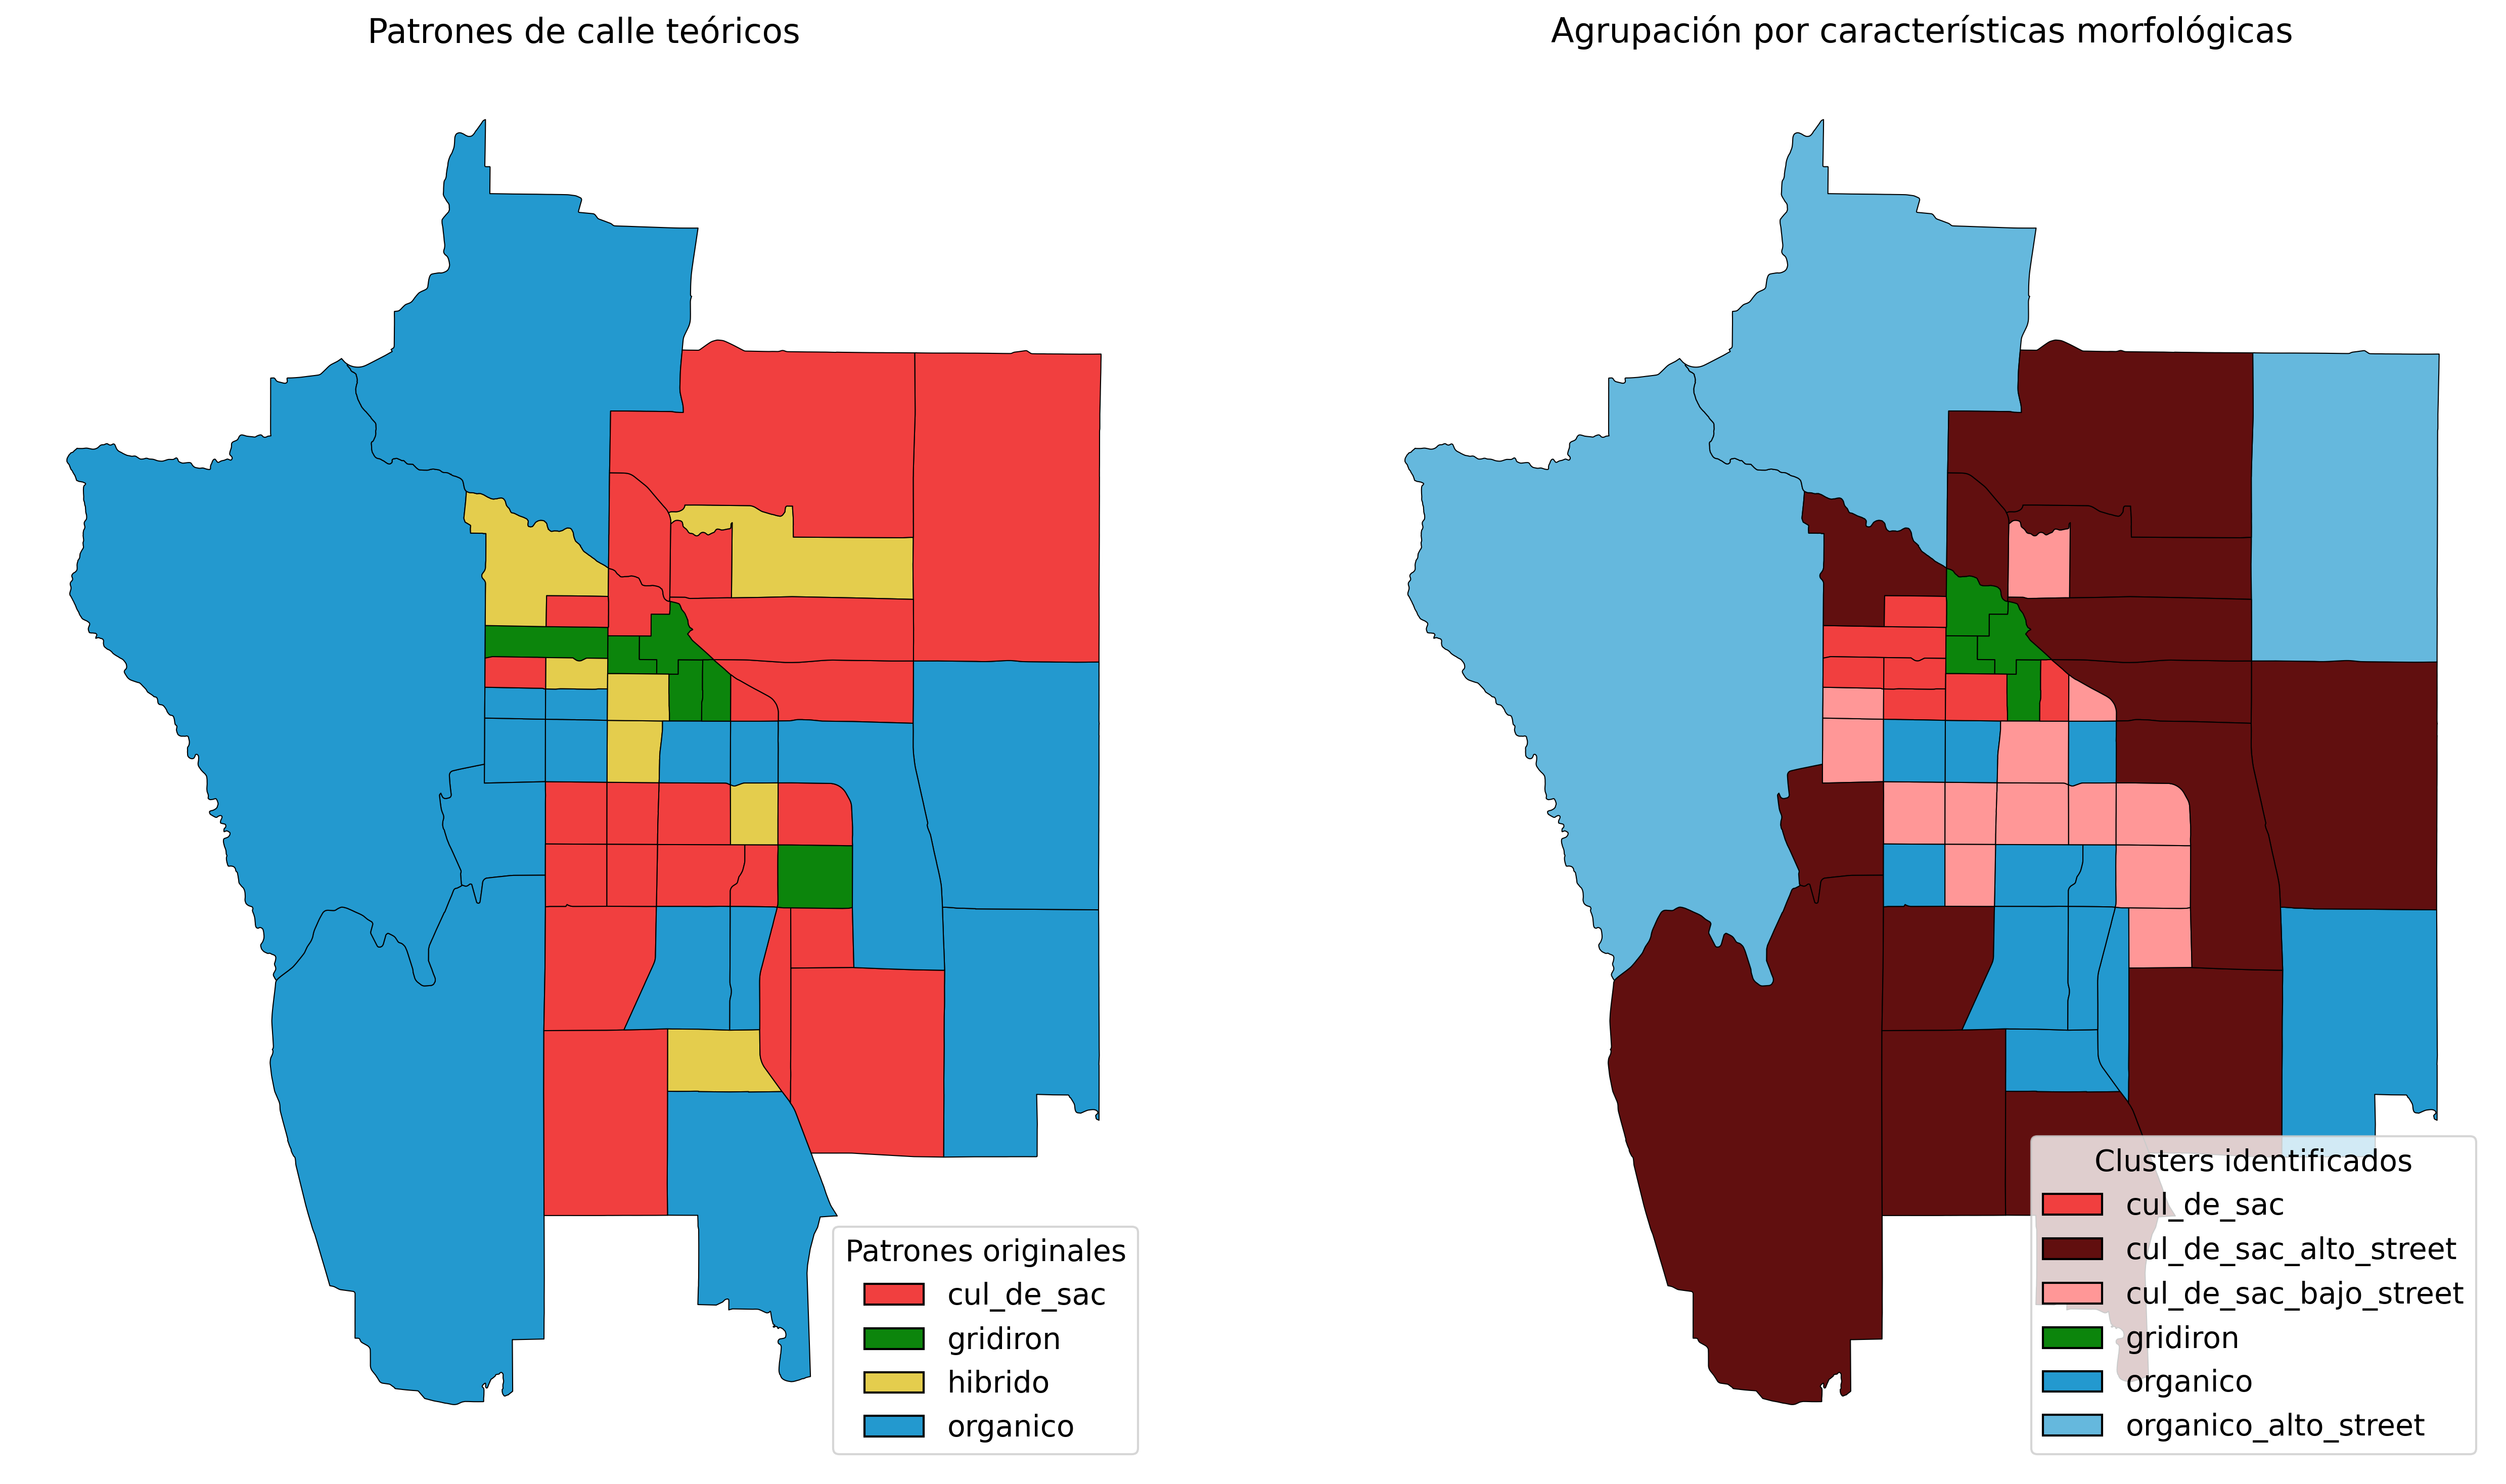 Patrones de calle teóricos
Agrupación por características morfológicas
Patrones originales
cul_de_sac
gridiron
hibrido
organico
Clusters identificados
cul_de_sac
cul_de_sac_alto_street
cul_de_sac_bajo_street
gridiron
organico
organico_alto_street